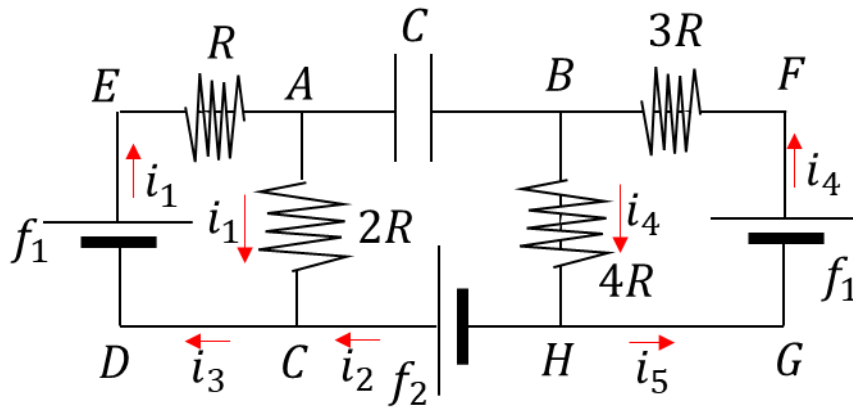 R
C
3R
E
A
B
F
i₁
i₁
2R
i₄
i₄
f₁
4R
f₁
D
i₃
C
i₂
f₂
H
i₅
G